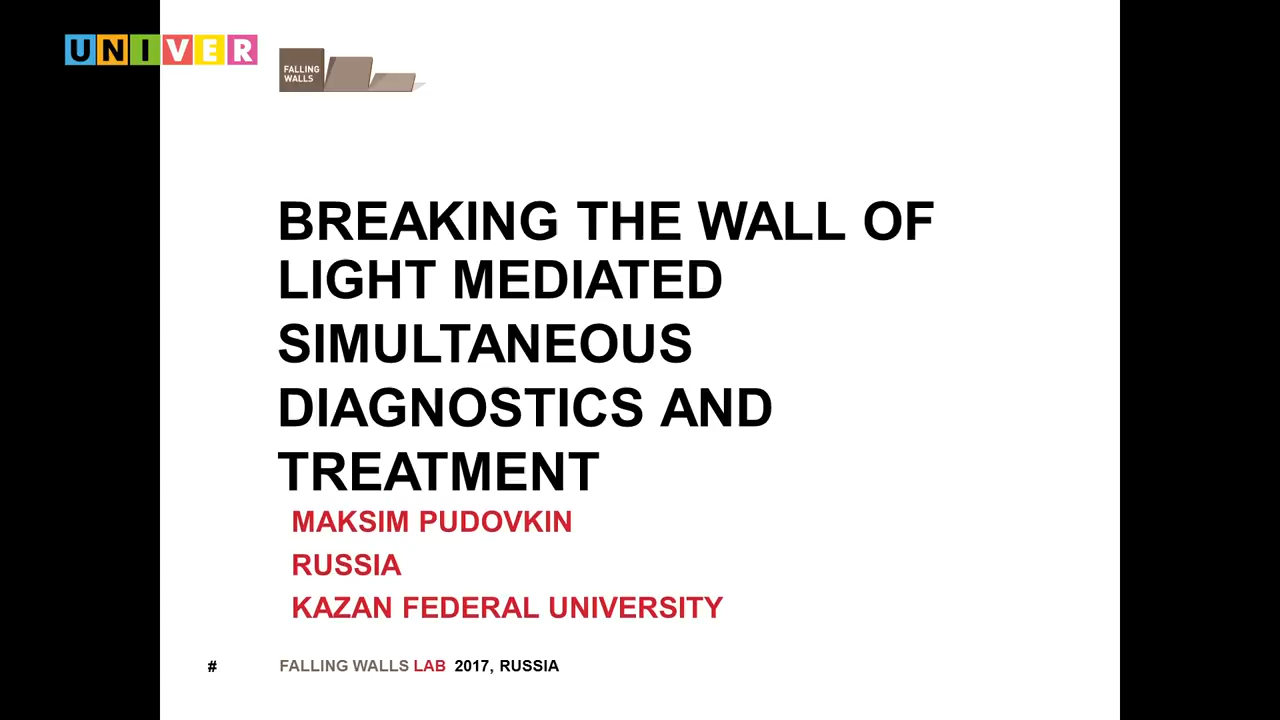 UNIVER
FALLING
WALLS
BREAKING THE WALL OF
LIGHT MEDIATED
SIMULTANEOUS
DIAGNOSTICS AND
TREATMENT
MAKSIM PUDOVKIN
RUSSIA
KAZAN FEDERAL UNIVERSITY
# FALLING WALLS LAB 2017, RUSSIA